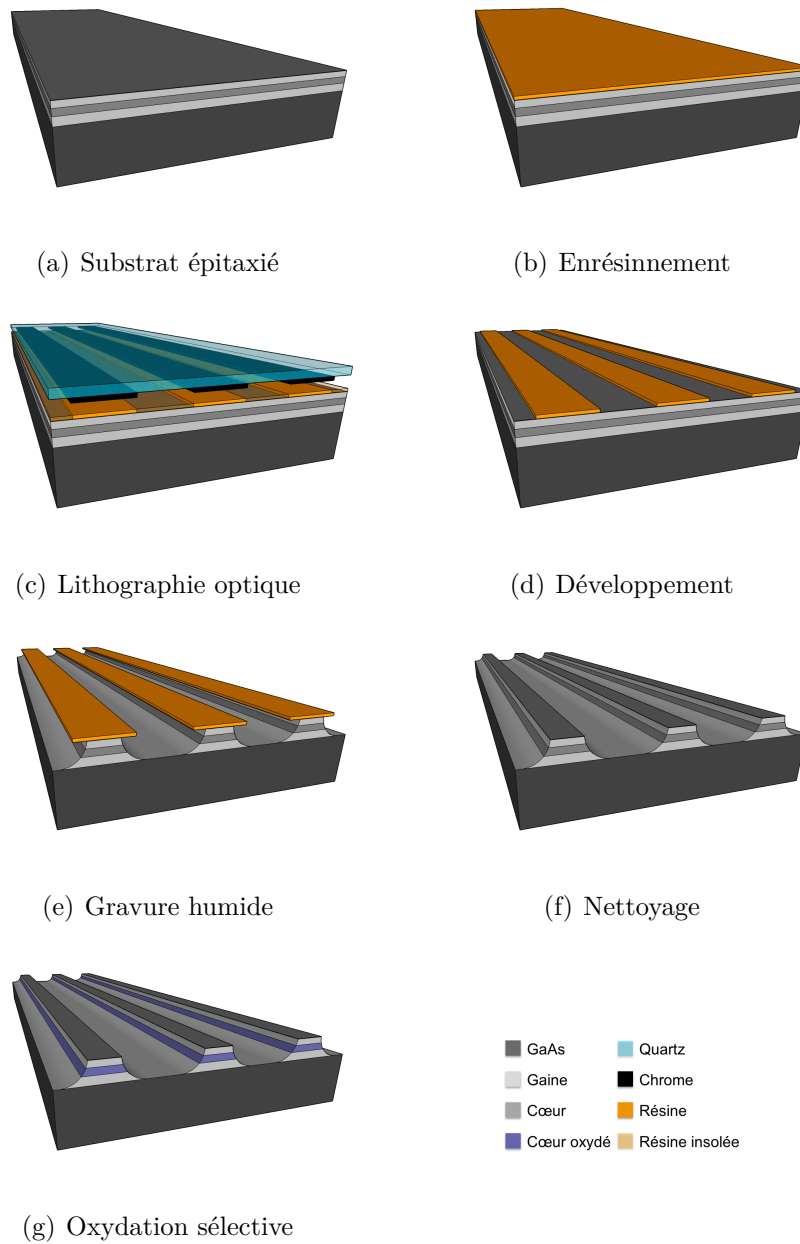 (a) Substrat épitaxié
(b) Enrésinnement
(c) Lithographie optique
(d) Développement
(e) Gravure humide
(f) Nettoyage
GaAs
Quartz
Gaine
Chrome
Cœur
Résine
Cœur oxydé
Résine insolée
(g) Oxydation sélective